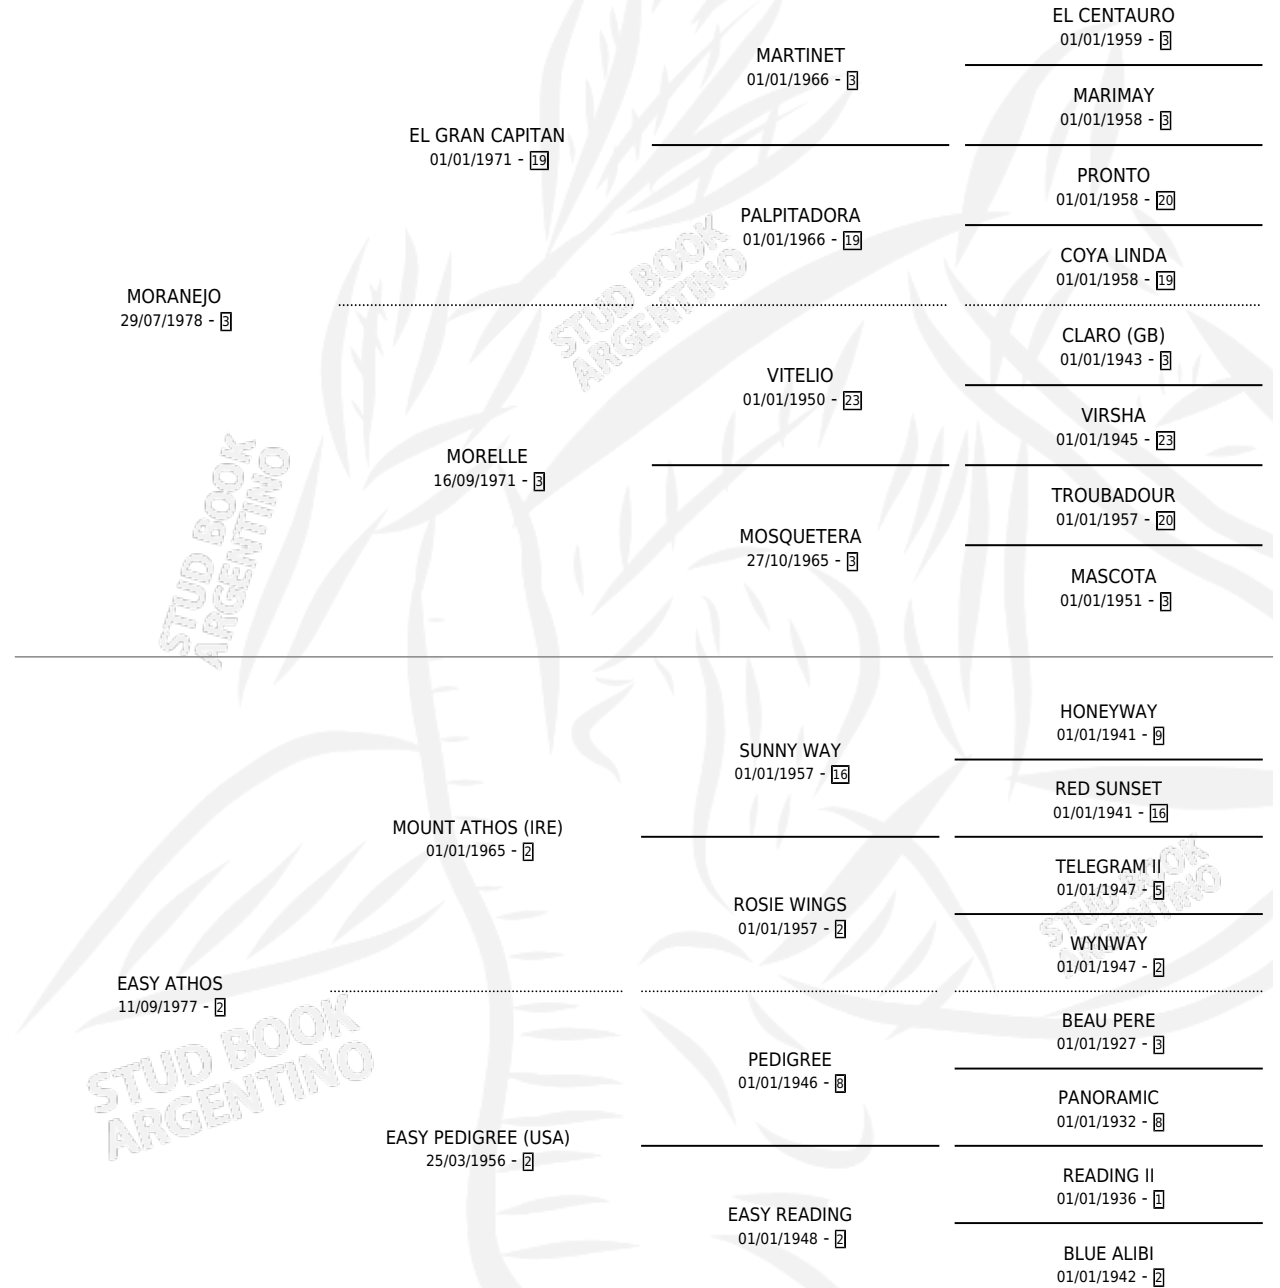 EL CENTAURO
01/01/1959 - 3
MARTINET
01/01/1966 - 3
MARIMAY
01/01/1958 - 3
EL GRAN CAPITAN
01/01/1971 - 19
PRONTO
01/01/1958 - 20
PALPITADORA
01/01/1966 - 19
COYA LINDA
01/01/1958 - 19
MORANEJO
29/07/1978 - 3
STUD BOOK
ARGENTINO
CLARO (GB)
01/01/1943 - 3
VITELIO
01/01/1950 - 23
VIRSHA
01/01/1945 - 23
MORELLE
16/09/1971 - 3
STUD BOOK
ARGENTINO
TROUBADOUR
01/01/1957 - 20
MOSQUETERA
27/10/1965 - 3
MASCOTA
01/01/1951 - 3
HONEYWAY
01/01/1941 - 9
SUNNY WAY
01/01/1957 - 16
RED SUNSET
01/01/1941 - 16
MOUNT ATHOS (IRE)
01/01/1965 - 2
TELEGRAM II
01/01/1947 - 5
STUD BOOK
ARGENTINO
ROSIE WINGS
01/01/1957 - 2
WYNWAY
01/01/1947 - 2
EASY ATHOS
11/09/1977 - 2
STUD BOOK
ARGENTINO
BEAU PERE
01/01/1927 - 3
PEDIGREE
01/01/1946 - 8
PANORAMIC
01/01/1932 - 8
EASY PEDIGREE (USA)
25/03/1956 - 2
READING II
01/01/1936 - 1
EASY READING
01/01/1948 - 2
BLUE ALIBI
01/01/1942 - 2